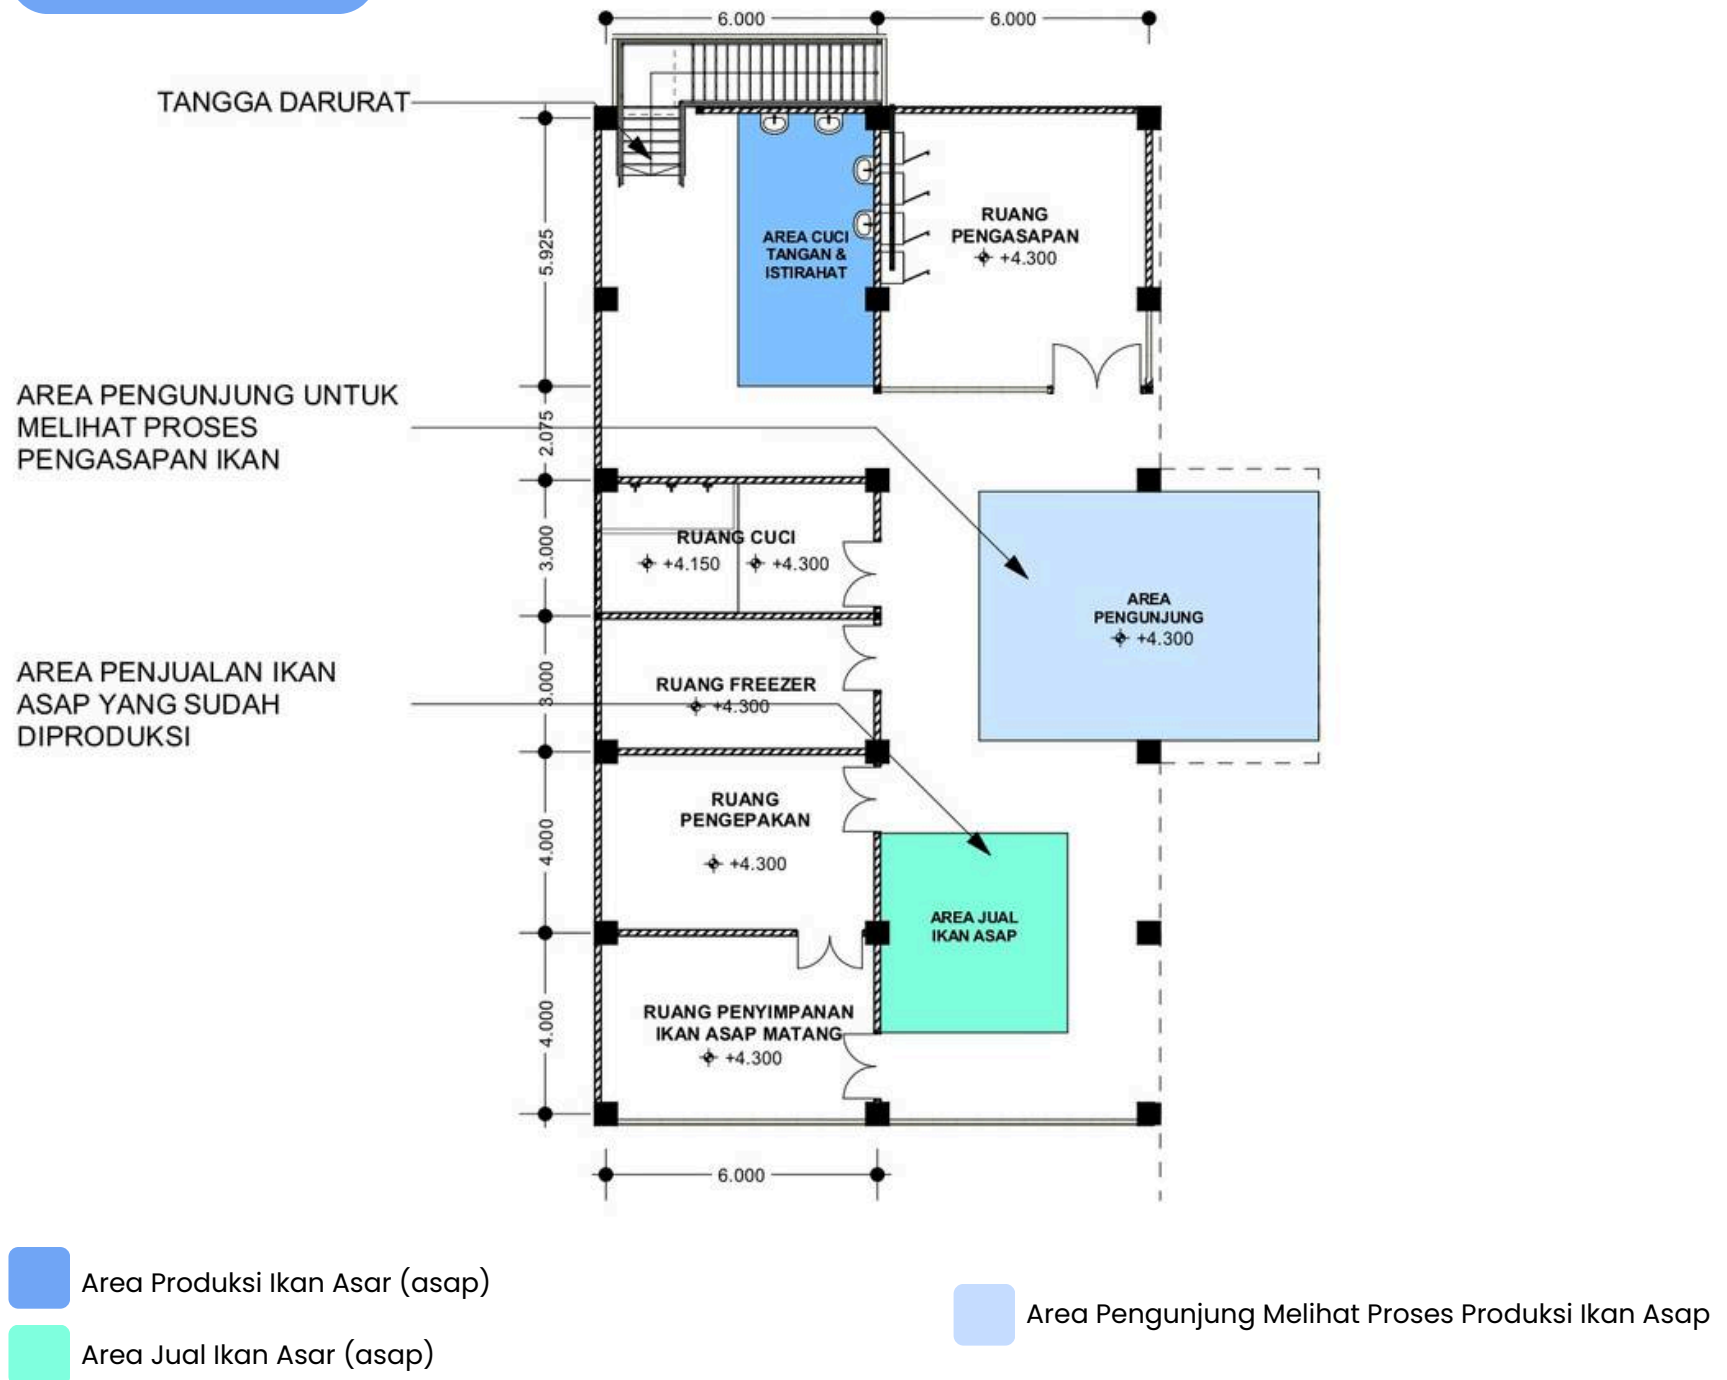 6.000
6.000
TANGGA DARURAT
5.925
AREA CUCI
TANGAN &
ISTIRAHAT
RUANG
PENGASAPAN
+4.300
AREA PENGUNJUNG UNTUK
MELIHAT PROSES
PENGASAPAN IKAN
2.075
3.000
RUANG CUCI
+4.150
+4.300
AREA
PENGUNJUNG
+4.300
AREA PENJUALAN IKAN
ASAP YANG SUDAH
DIPRODUKSI
3.000
RUANG FREEZER
+4.300
4.000
RUANG
PENGEPAKAN
+4.300
AREA JUAL
IKAN ASAP
4.000
RUANG PENYIMPANAN
IKAN ASAP MATANG
+4.300
6.000
Area Produksi Ikan Asar (asap)
Area Jual Ikan Asar (asap)
Area Pengunjung Melihat Proses Produksi Ikan Asap